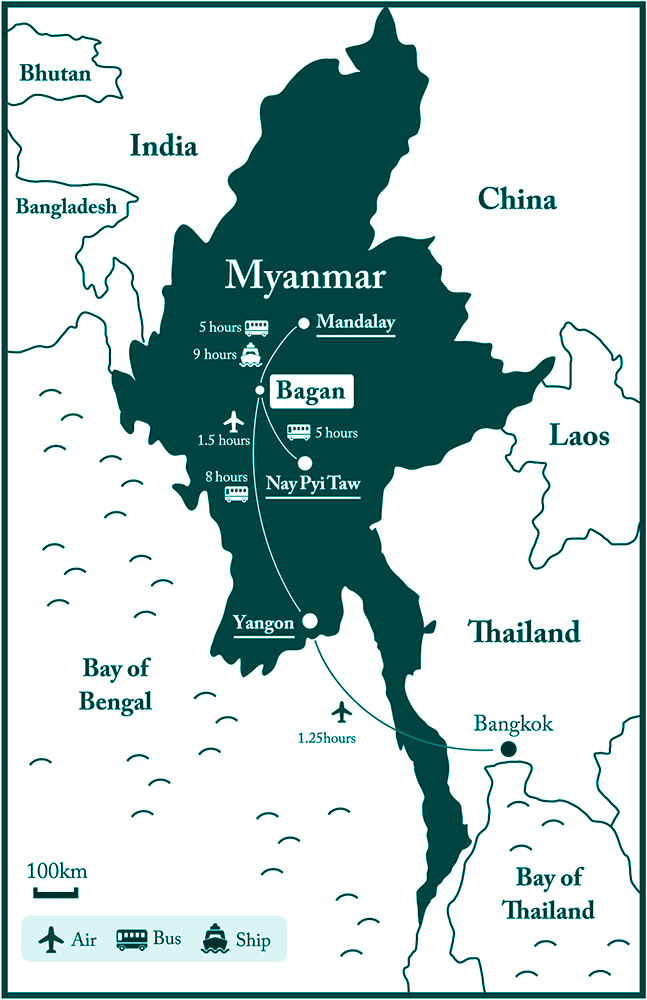 Bhutan
India
Bangladesh
China
Myanmar
5 hours
Mandalay
9 hours
Bagan
1.5 hours
5 hours
Laos
8 hours
Nay Pyi Taw
Yangon
Thailand
Bay of
Bengal
Bangkok
1.25hours
100km
Bay of
Thailand
Air
Bus
Ship